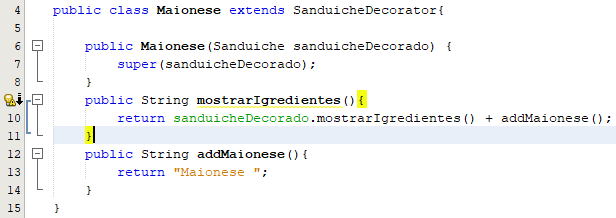 4 public class Maionese extends SanduicheDecorator{
5
6 public Maionese(Sanduiche sanduicheDecorado) {
7 super(sanduicheDecorado);
8 }
public String mostrarIgredientes(){
10 return sanduicheDecorado.mostrarIgredientes() + addMaionese();
11 }
12 public String addMaionese(){
13 return "Maionese ";
14 }
15 }